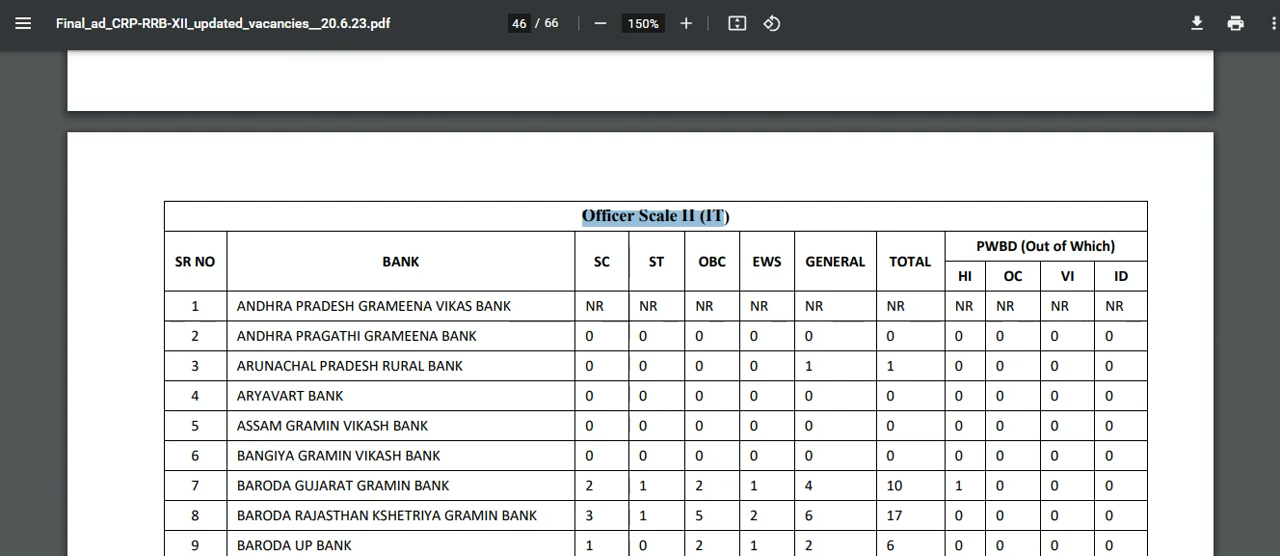 Final_ad_CRP-RRB-XII_updated_vacancies__20.6.23.pdf 46 / 66 150%
Officer Scale II (IT)
SR NO BANK SC ST OBC EWS GENERAL TOTAL PWBD (Out of Which)
HI OC VI ID
1 ANDHRA PRADESH GRAMEENA VIKAS BANK NR NR NR NR NR NR NR NR NR NR
2 ANDHRA PRAGATHI GRAMEENA BANK 0 0 0 0 0 0 0 0 0 0
3 ARUNACHAL PRADESH RURAL BANK 0 0 0 0 1 1 0 0 0 0
4 ARYAVART BANK 0 0 0 0 0 0 0 0 0 0
5 ASSAM GRAMIN VIKASH BANK 0 0 0 0 0 0 0 0 0 0
6 BANGIYA GRAMIN VIKASH BANK 0 0 0 0 0 0 0 0 0 0
7 BARODA GUJARAT GRAMIN BANK 2 1 2 1 4 10 1 0 0 0
8 BARODA RAJASTHAN KSHETRIYA GRAMIN BANK 3 1 5 2 6 17 0 0 0 0
9 BARODA UP BANK 1 0 2 1 2 6 0 0 0 0